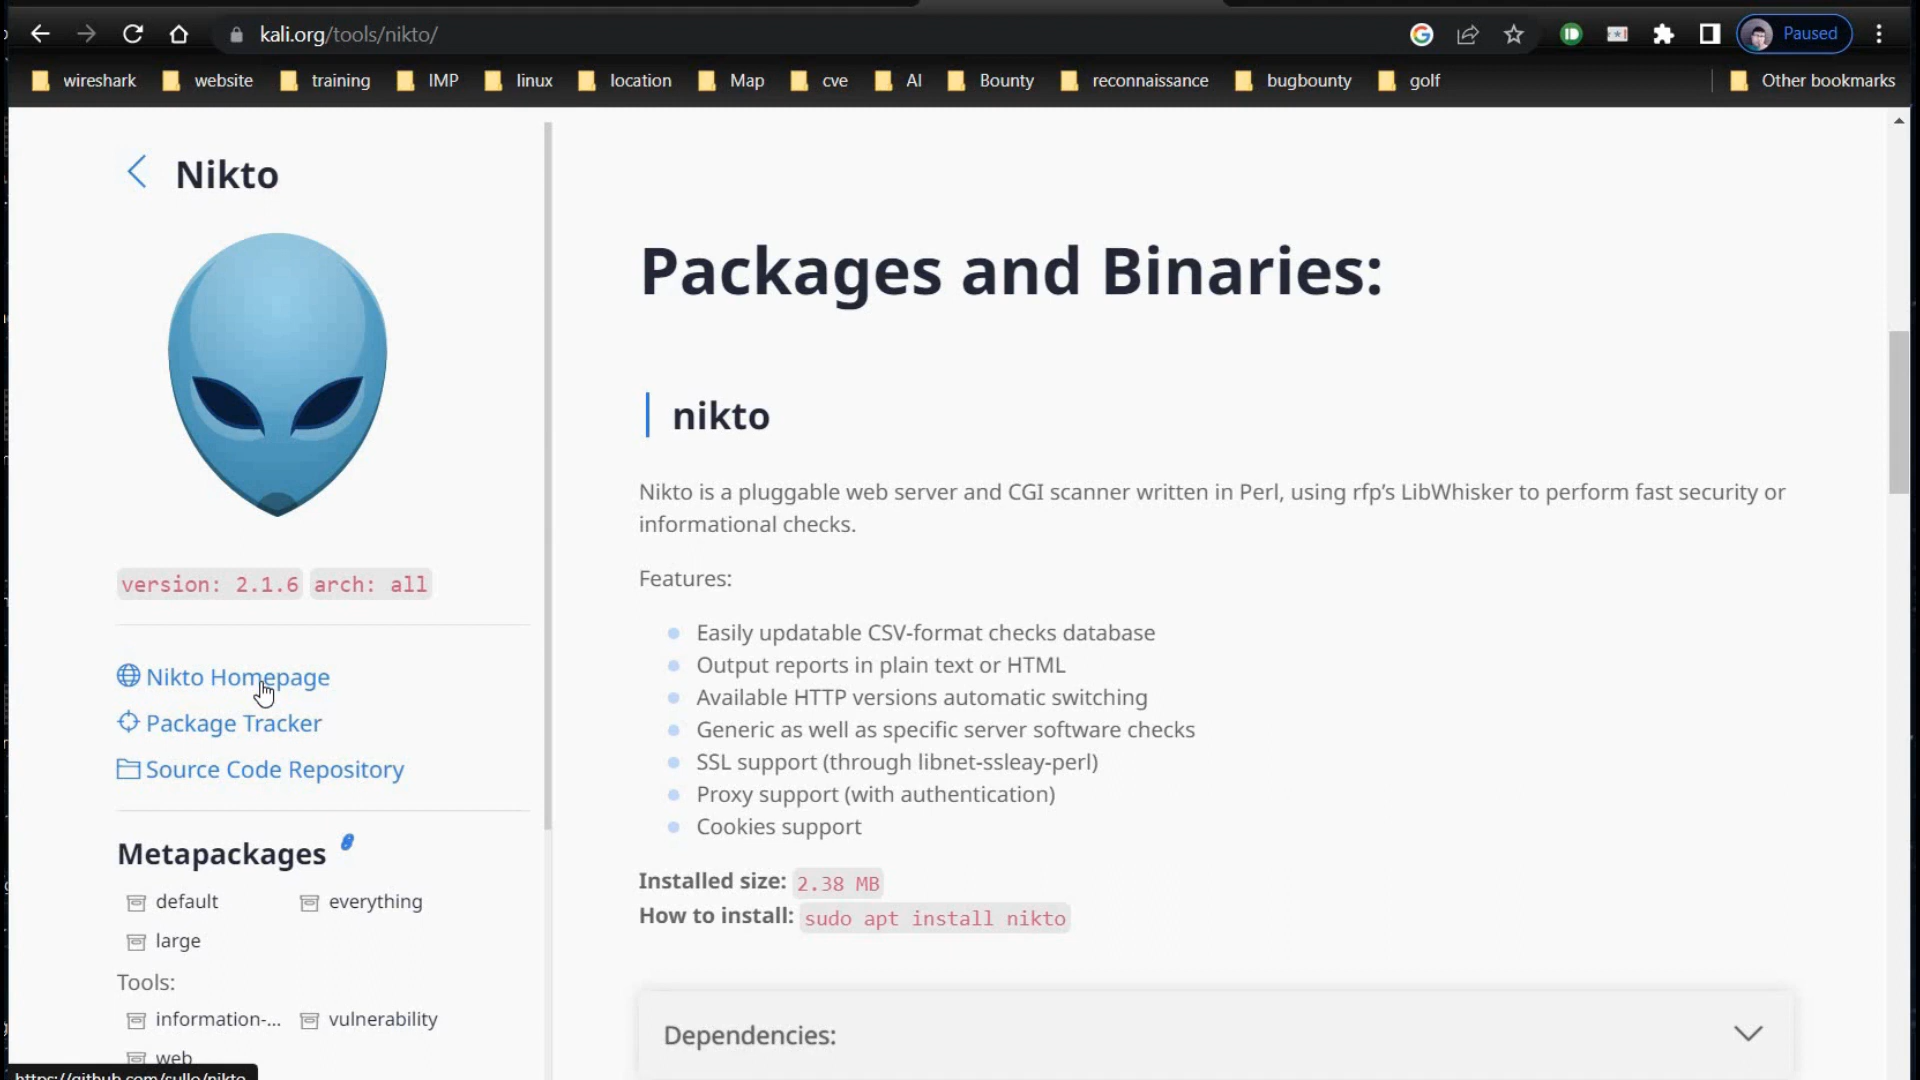 kali.org/tools/nikto/
Paused
wireshark website training IMP linux location Map cve AI Bounty reconnaissance bugbounty golf Other bookmarks
Nikto
version: 2.1.6 arch: all
Nikto Homepage
Package Tracker
Source Code Repository
Metapackages
default everything
large
Tools:
information-... vulnerability
web
https://github.com/sullo/nikto
Packages and Binaries:
nikto
Nikto is a pluggable web server and CGI scanner written in Perl, using rfp’s LibWhisker to perform fast security or
informational checks.
Features:
Easily updatable CSV-format checks database
Output reports in plain text or HTML
Available HTTP versions automatic switching
Generic as well as specific server software checks
SSL support (through libnet-ssleay-perl)
Proxy support (with authentication)
Cookies support
Installed size: 2.38 MB
How to install: sudo apt install nikto
Dependencies: